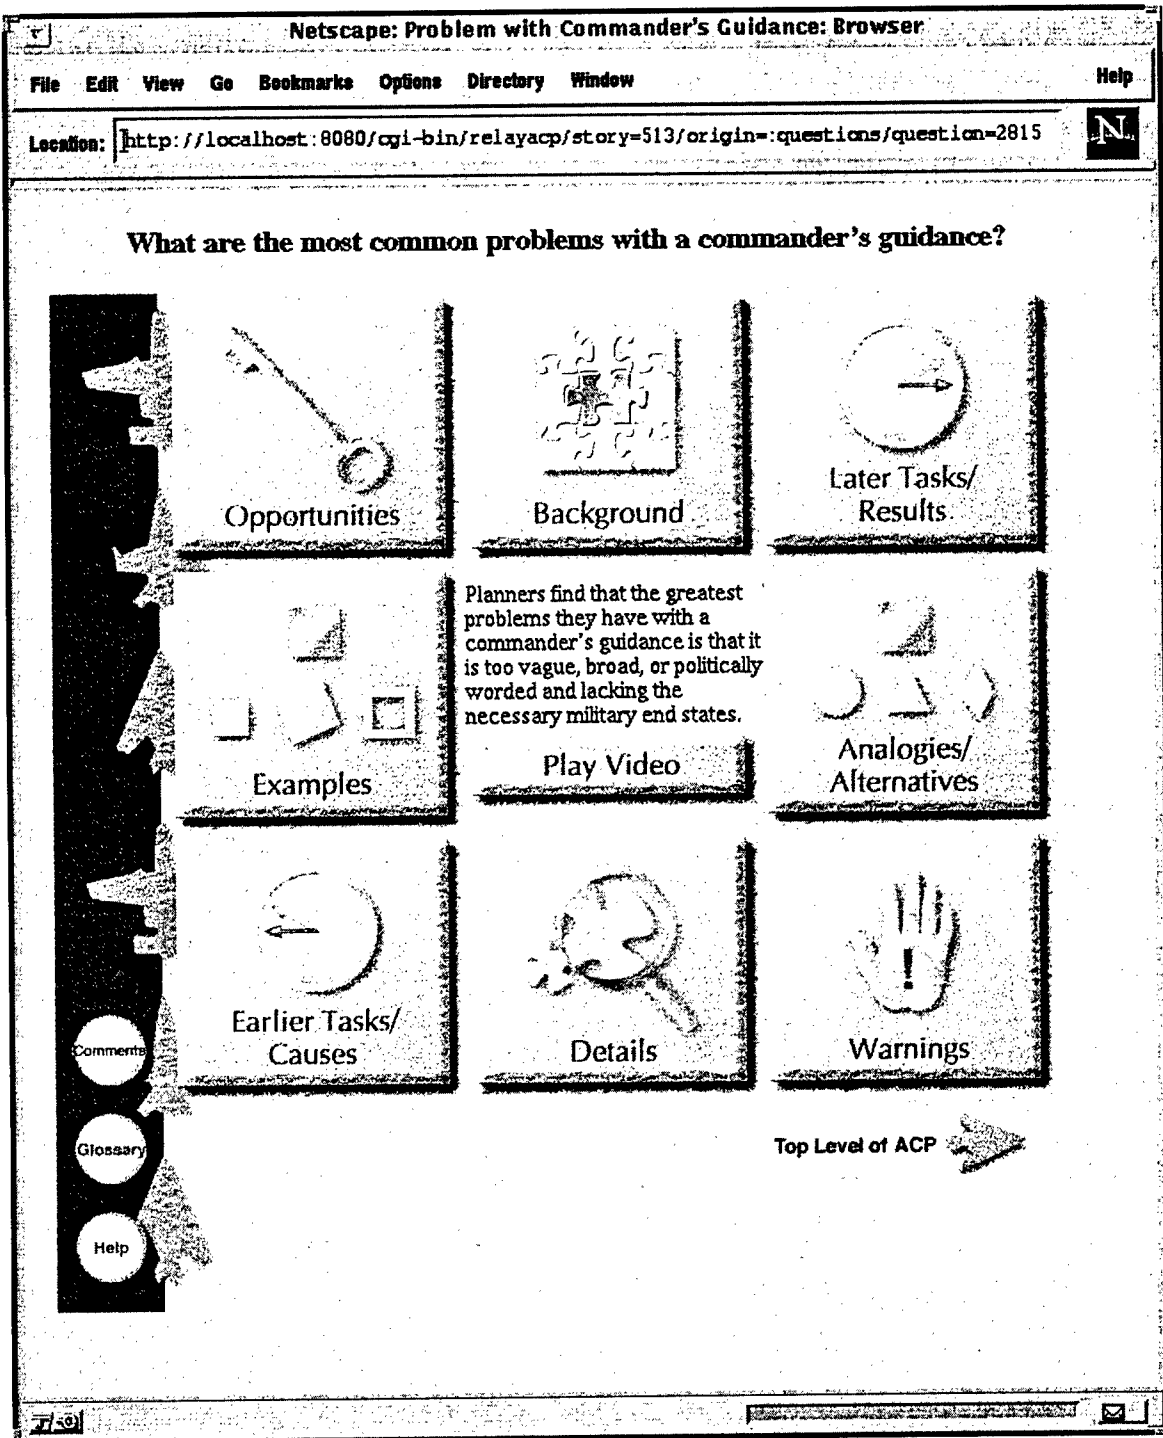 Netscape: Problem with Commander's Guidance: Browser
File Edit View Go Bookmarks Options Directory Window Help
Location: http://localhost:8080/cgi-bin/relayacp/story=513/origin=:questions/question=2815
N
What are the most common problems with a commander's guidance?
Opportunities
Background
Later Tasks/
Results
Examples
Planners find that the greatest
problems they have with a
commander's guidance is that it
is too vague, broad, or politically
worded and lacking the
necessary military end states.
Play Video
Analogies/
Alternatives
Earlier Tasks/
Causes
Details
!
Warnings
Top Level of ACP
Comments
Glossary
Help